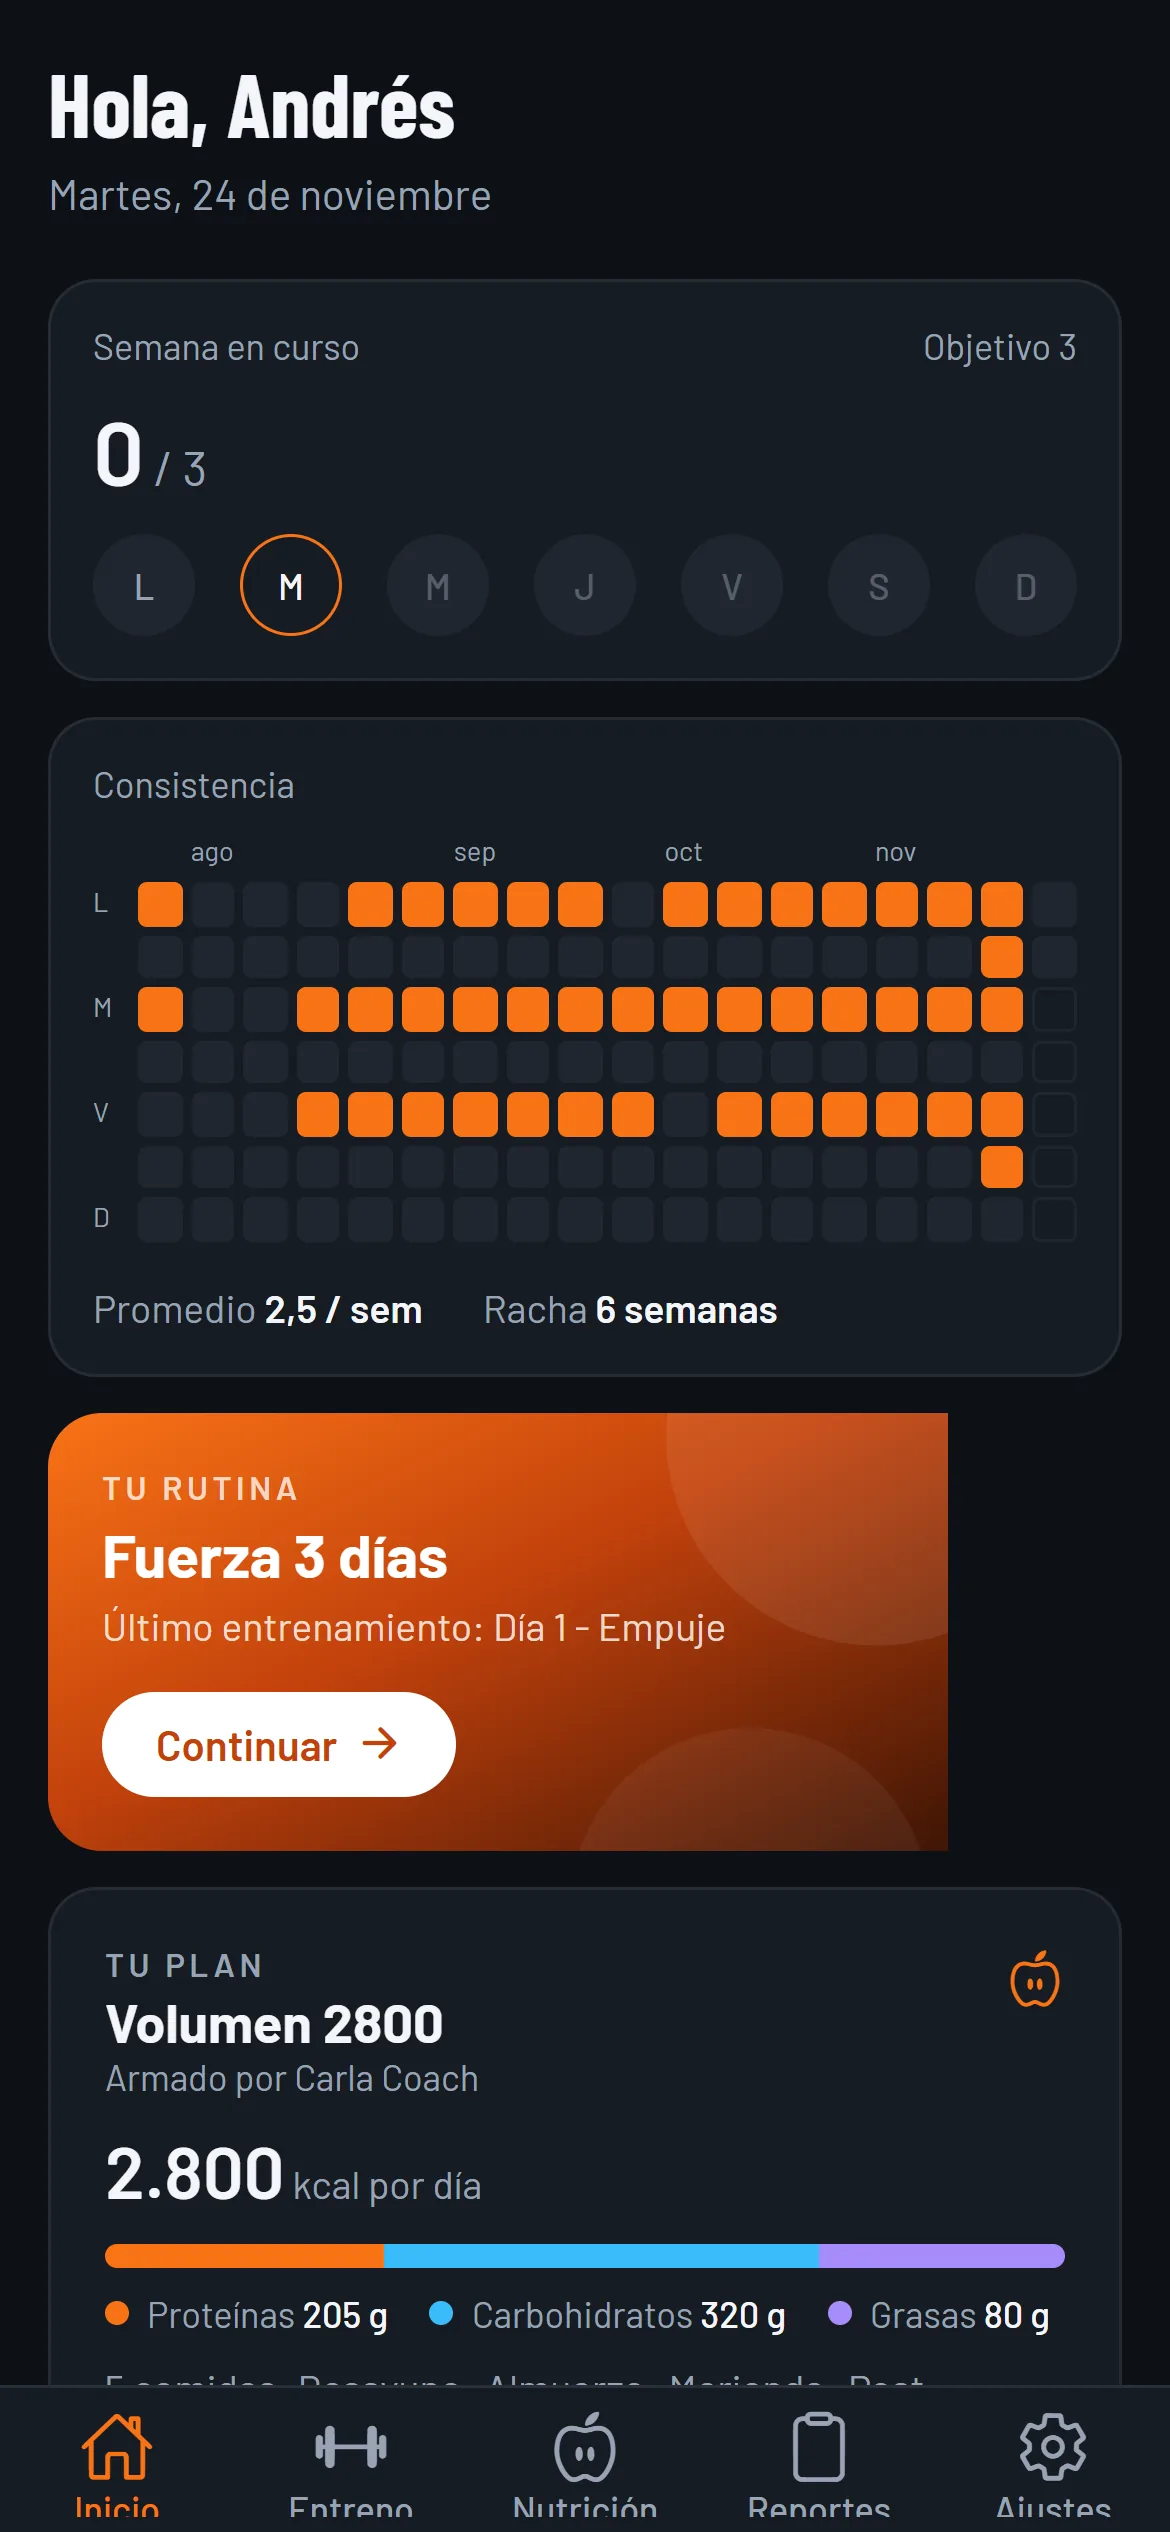 Hola, Andrés
Martes, 24 de noviembre
Semana en curso
Objetivo 3
0 / 3
L M M J V S D
Consistencia
ago sep oct nov
L
M
V
D
Promedio 2,5 / sem Racha 6 semanas
TU RUTINA
Fuerza 3 días
Último entrenamiento: Día 1 - Empuje
Continuar →
TU PLAN
Volumen 2800
Armado por Carla Coach
2.800 kcal por día
Proteínas 205 g Carbohidratos 320 g Grasas 80 g
Inicio Entreno Nutrición Reportes Ajustes